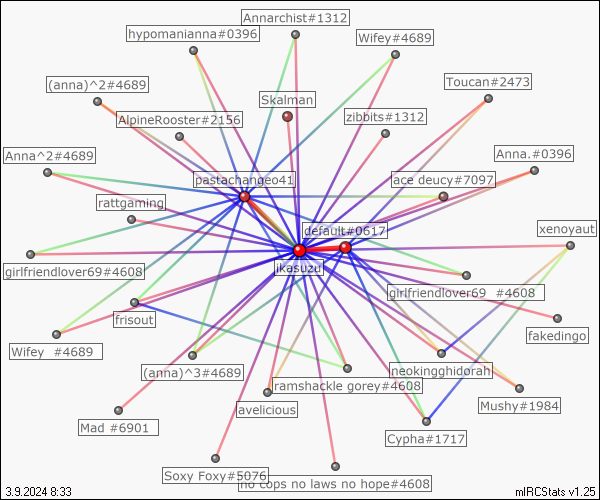 Annarchist#1312
hypomanianna#0396
Wifey#4689
(anna)^2#4689
Toucan#2473
Skalman
AlpineRooster#2156
zibbits#1312
Anna^2#4689
Anna.#0396
pastachangeo41
ace deucy#7097
rattgaming
default#0617
xenoyaut
jkasuzu
girlfriendlover69#4608
girlfriendlover69 #4608
frisout
fakedingo
Wifey #4689
(anna)^3#4689
neokingghidorah
ramshackle gorey#4608
Mushy#1984
avelicious
Mad #6901
Cypha#1717
Soxy Foxy#5076
no cops no laws no hope#4608
3.9.2024 8:33
mIRCStats v1.25